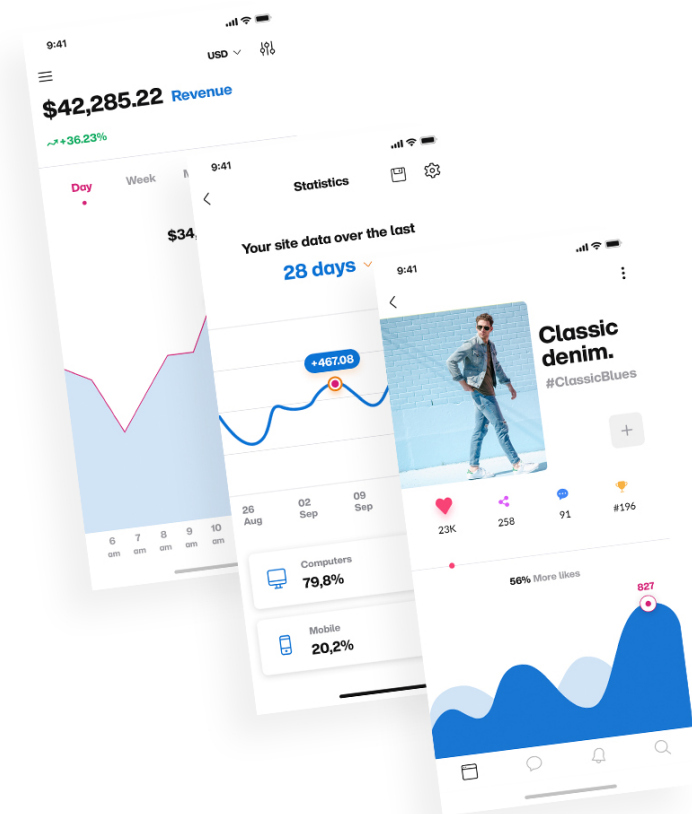 9:41
USD
$42,285.22 Revenue
+36.23%
Day Week
$34,
6 am
7 am
8 am
9 am
10 am
9:41
Statistics
Your site data over the last
28 days
+467.08
26 Aug
02 Sep
09 Sep
Computers
79,8%
Mobile
20,2%
9:41
Classic
denim.
#ClassicBlues
23K
258
91
#196
56% More likes
827